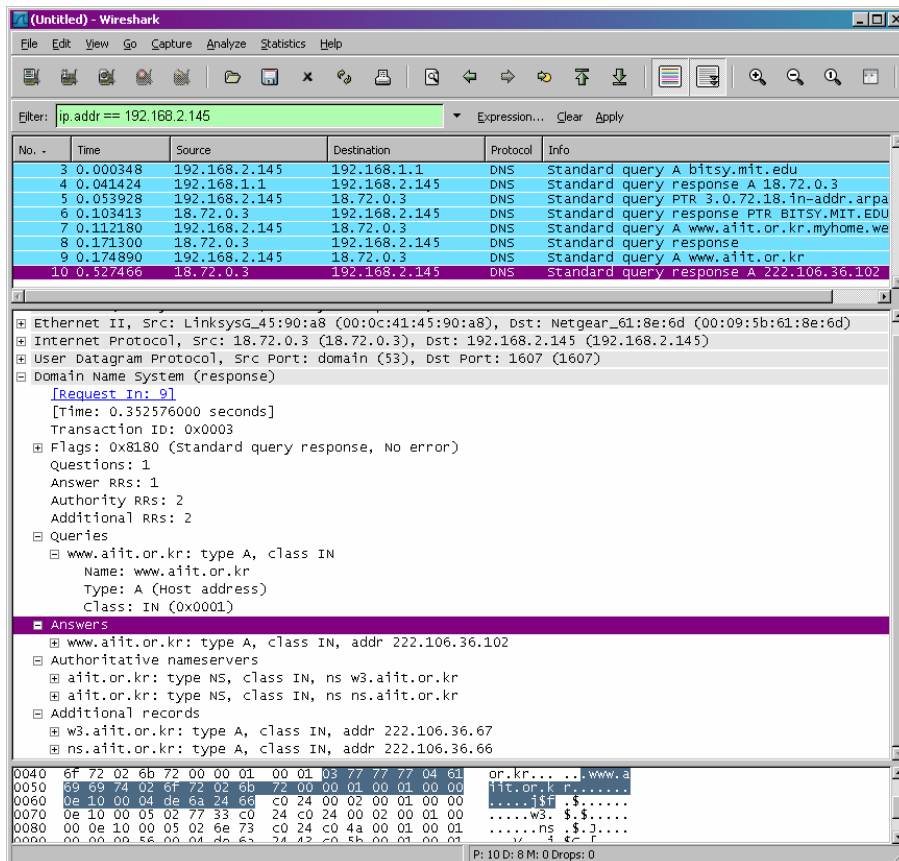 (Untitled) - Wireshark
File Edit View Go Capture Analyze Statistics Help
Filter: ip.addr == 192.168.2.145 Expression... Clear Apply
No. - Time Source Destination Protocol Info
3 0.000348 192.168.2.145 192.168.1.1 DNS Standard query A bitsy.mit.edu
4 0.041424 192.168.1.1 192.168.2.145 DNS Standard query response A 18.72.0.3
5 0.053928 192.168.2.145 18.72.0.3 DNS Standard query PTR 3.0.72.18.in-addr.arpa
6 0.103413 18.72.0.3 192.168.2.145 DNS Standard query response PTR BITSY.MIT.EDU
7 0.112180 192.168.2.145 18.72.0.3 DNS Standard query A www.aiit.or.kr.myhome.we
8 0.171300 18.72.0.3 192.168.2.145 DNS Standard query response
9 0.174890 192.168.2.145 18.72.0.3 DNS Standard query A www.aiit.or.kr
10 0.527466 18.72.0.3 192.168.2.145 DNS Standard query response A 222.106.36.102
Ethernet II, Src: LinksysG_45:90:a8 (00:0c:41:45:90:a8), Dst: Netgear_61:8e:6d (00:09:5b:61:8e:6d)
Internet Protocol, Src: 18.72.0.3 (18.72.0.3), Dst: 192.168.2.145 (192.168.2.145)
User Datagram Protocol, Src Port: domain (53), Dst Port: 1607 (1607)
Domain Name System (response)
[Request In: 9]
[Time: 0.352576000 seconds]
Transaction ID: 0x0003
Flags: 0x8180 (Standard query response, No error)
Questions: 1
Answer RRs: 1
Authority RRs: 2
Additional RRs: 2
Queries
www.aiit.or.kr: type A, class IN
Name: www.aiit.or.kr
Type: A (Host address)
Class: IN (0x0001)
Answers
www.aiit.or.kr: type A, class IN, addr 222.106.36.102
Authoritative nameservers
aiit.or.kr: type NS, class IN, ns w3.aiit.or.kr
aiit.or.kr: type NS, class IN, ns ns.aiit.or.kr
Additional records
w3.aiit.or.kr: type A, class IN, addr 222.106.36.67
ns.aiit.or.kr: type A, class IN, addr 222.106.36.66
0040 6f 72 02 6b 72 00 00 01 00 01 03 77 77 77 04 61 or.kr... ...www.a
0050 69 69 74 02 6f 72 02 6b 72 00 00 01 00 01 00 00 iit.or.k r.......
0060 0e 10 00 04 de 6a 24 66 c0 24 00 02 00 01 00 00 .....j$f .$......
0070 0e 10 00 05 02 77 33 c0 24 c0 24 00 02 00 01 00 .....w3. $.$.....
0080 00 0e 10 00 05 02 6e 73 c0 24 c0 4a 00 01 00 01 ......ns .$.J....
P: 10 D: 8 M: 0 Drops: 0